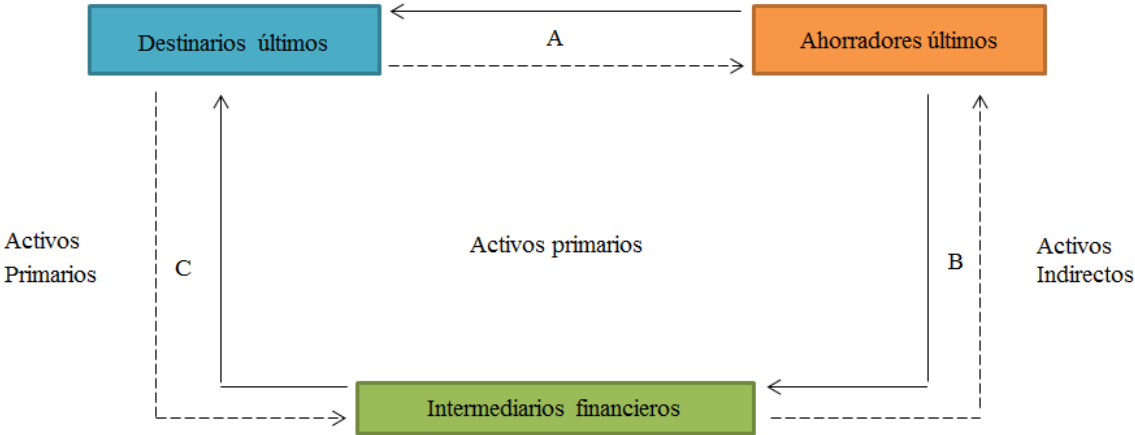 Destinarios últimos
A
Ahorradores últimos
Activos
Primarios
C
Activos primarios
B
Activos
Indirectos
Intermediarios financieros